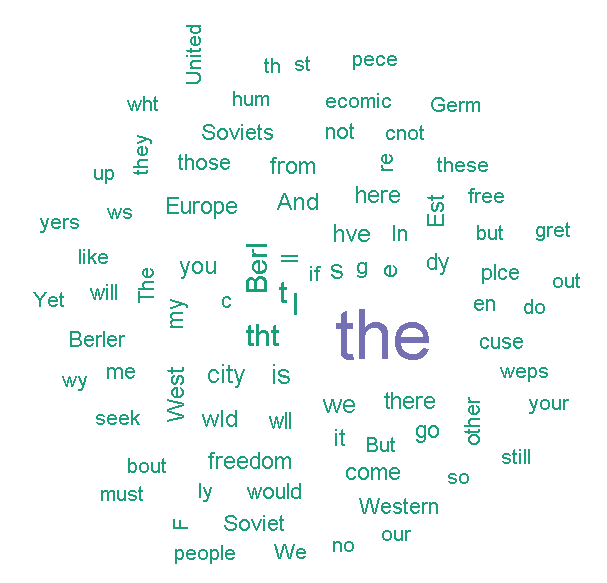 United
th st pece
wht hum ecomic Germ
Soviets not cnot
they those from re these
up free
Europe And here Est
yers ws
hve In but gret
like Berl =
you if S g e dy plce out
Yet will The
my c t l en do
tht the
Berler cuse
wy me West city is weps
we there your
seek wld wll go other
it But still
bout freedom come so
must ly would
Western
F Soviet our
people We no